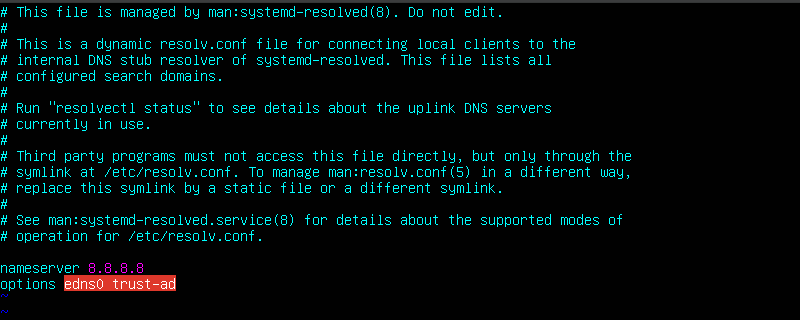 # This file is managed by man:systemd-resolved(8). Do not edit.
#
# This is a dynamic resolv.conf file for connecting local clients to the
# internal DNS stub resolver of systemd-resolved. This file lists all
# configured search domains.
#
# Run "resolvectl status" to see details about the uplink DNS servers
# currently in use.
#
# Third party programs must not access this file directly, but only through the
# symlink at /etc/resolv.conf. To manage man:resolv.conf(5) in a different way,
# replace this symlink by a static file or a different symlink.
#
# See man:systemd-resolved.service(8) for details about the supported modes of
# operation for /etc/resolv.conf.

nameserver 8.8.8.8
options edns0 trust-ad
~
~